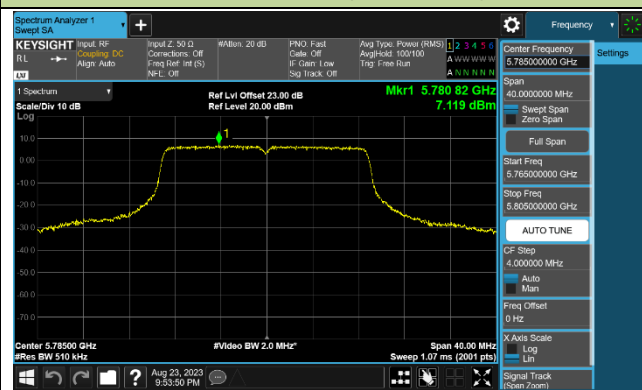 Spectrum Analyzer 1
Swept SA
Frequency
KEYSIGHT
RL
LXI
Input: RF
Coupling: DC
Align: Auto
Input Z: 50 Ω
Corrections: Off
Freq Ref: Int (S)
NFE: Off
#Atten: 20 dB
PNO: Fast
Gate: Off
IF Gain: Low
Sig Track: Off
Avg Type: Power (RMS)
Avg|Hold: 100/100
Trig: Free Run
1 2 3 4 5 6
A W W W W W
A N N N N N
Center Frequency
5.785000000 GHz
Settings
1 Spectrum
Scale/Div 10 dB
Log
Ref Lvl Offset 23.00 dB
Ref Level 20.00 dBm
Mkr1 5.780 82 GHz
7.119 dBm
Span
40.0000000 MHz
Swept Span
Zero Span
Full Span
Start Freq
5.765000000 GHz
Stop Freq
5.805000000 GHz
AUTO TUNE
CF Step
4.000000 MHz
Auto
Man
Freq Offset
0 Hz
X Axis Scale
Log
Lin
Signal Track
(Span Zoom)
1
10.0
0.00
-10.0
-20.0
-30.0
-40.0
-50.0
-60.0
-70.0
Center 5.78500 GHz
#Res BW 510 kHz
#Video BW 2.0 MHz*
Span 40.00 MHz
Sweep 1.07 ms (2001 pts)
?
Aug 23, 2023
9:53:50 PM